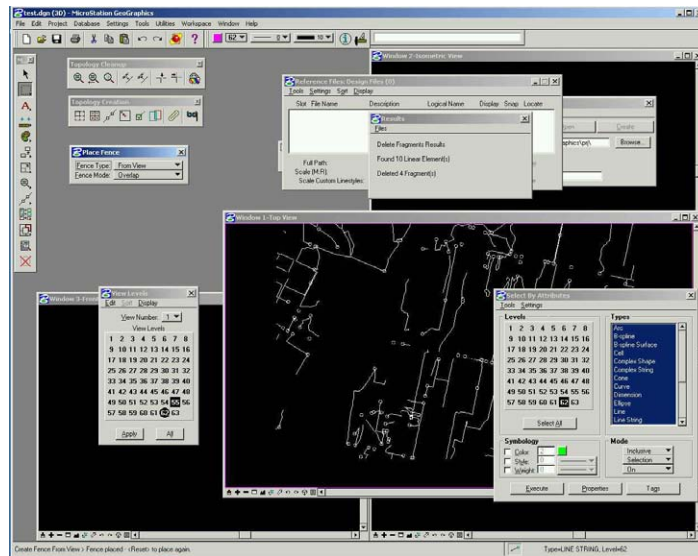 test.dgn (3D) - MicroStation GeoGraphics
File Edit Project Database Settings Tools Utilities Workspace Window Help
62 0 10
Topology Cleanup
Topology Creation
Place Fence
Fence Type: From View
Fence Mode: Overlap
Window 2-Isometric View
Reference Files: Design Files (0)
Tools Settings Sort Display
Slot File Name Description Logical Name Display Snap Locate
Full Path:
Scale (M:R):
Scale Custom Linestyles:
Create
Browse...
Results
Files
Delete Fragments Results
Found 10 Linear Element(s)
Deleted 4 Fragment(s)
Window 1-Top View
Window 3-Front
View Levels
Edit Sort Display
View Number: 1
View Levels
1 2 3 4 5 6 7 8
9 10 11 12 13 14 15 16
17 18 19 20 21 22 23 24
25 26 27 28 29 30 31 32
33 34 35 36 37 38 39 40
41 42 43 44 45 46 47 48
49 50 51 52 53 54 55 56
57 58 59 60 61 62 63
Apply All
Select By Attributes
Tools Settings
Levels
1 2 3 4 5 6 7 8
9 10 11 12 13 14 15 16
17 18 19 20 21 22 23 24
25 26 27 28 29 30 31 32
33 34 35 36 37 38 39 40
41 42 43 44 45 46 47 48
49 50 51 52 53 54 55 56
57 58 59 60 61 62 63
Select All
Types
Arc
B-spline
B-spline Surface
Cell
Complex Shape
Complex String
Cone
Curve
Dimension
Ellipse
Line
Line String
Symbology
Color
Style: 0
Weight: 0
Mode
Inclusive
Selection
On
Execute Properties Tags
Create Fence From View > Fence placed - <Reset> to place again.
Type=LINE STRING, Level=62